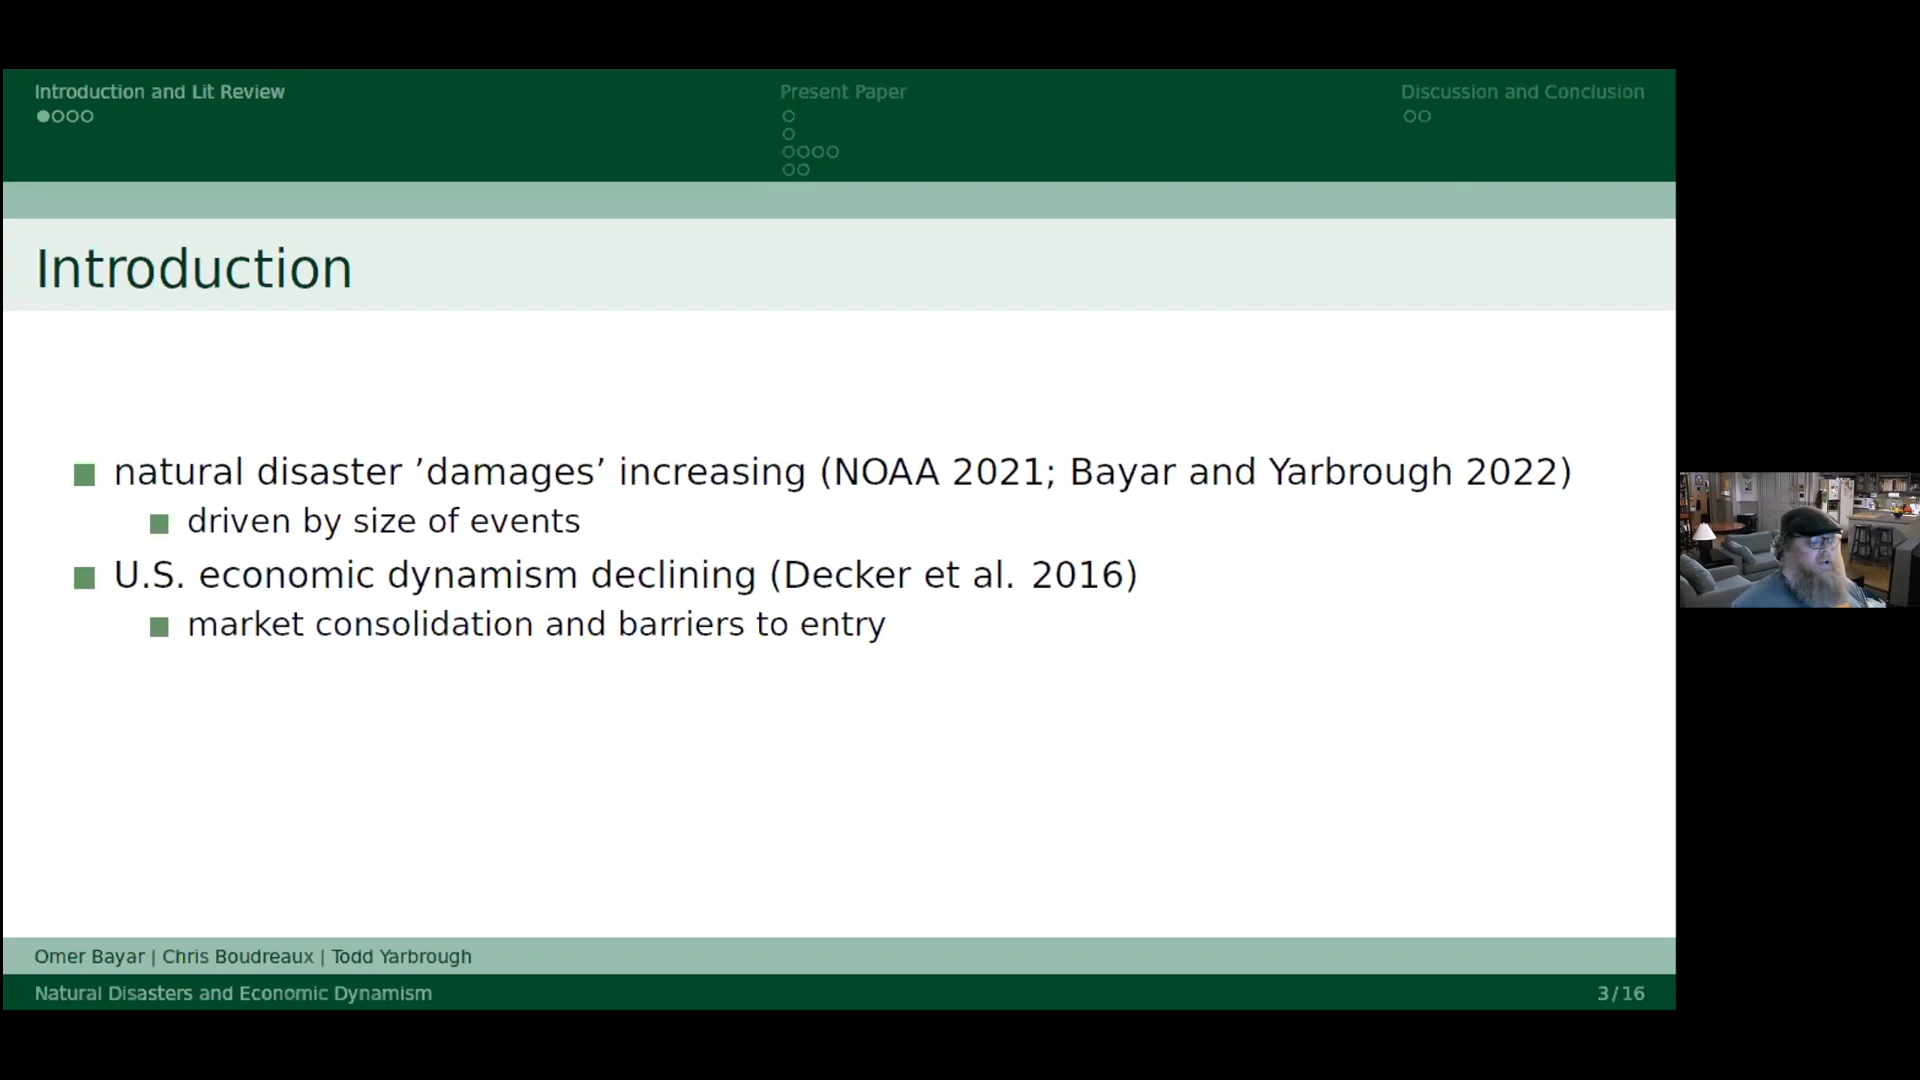 Introduction and Lit Review
Present Paper
Discussion and Conclusion
Introduction
natural disaster ’damages’ increasing (NOAA 2021; Bayar and Yarbrough 2022)
driven by size of events
U.S. economic dynamism declining (Decker et al. 2016)
market consolidation and barriers to entry
Omer Bayar | Chris Boudreaux | Todd Yarbrough
Natural Disasters and Economic Dynamism
3/16